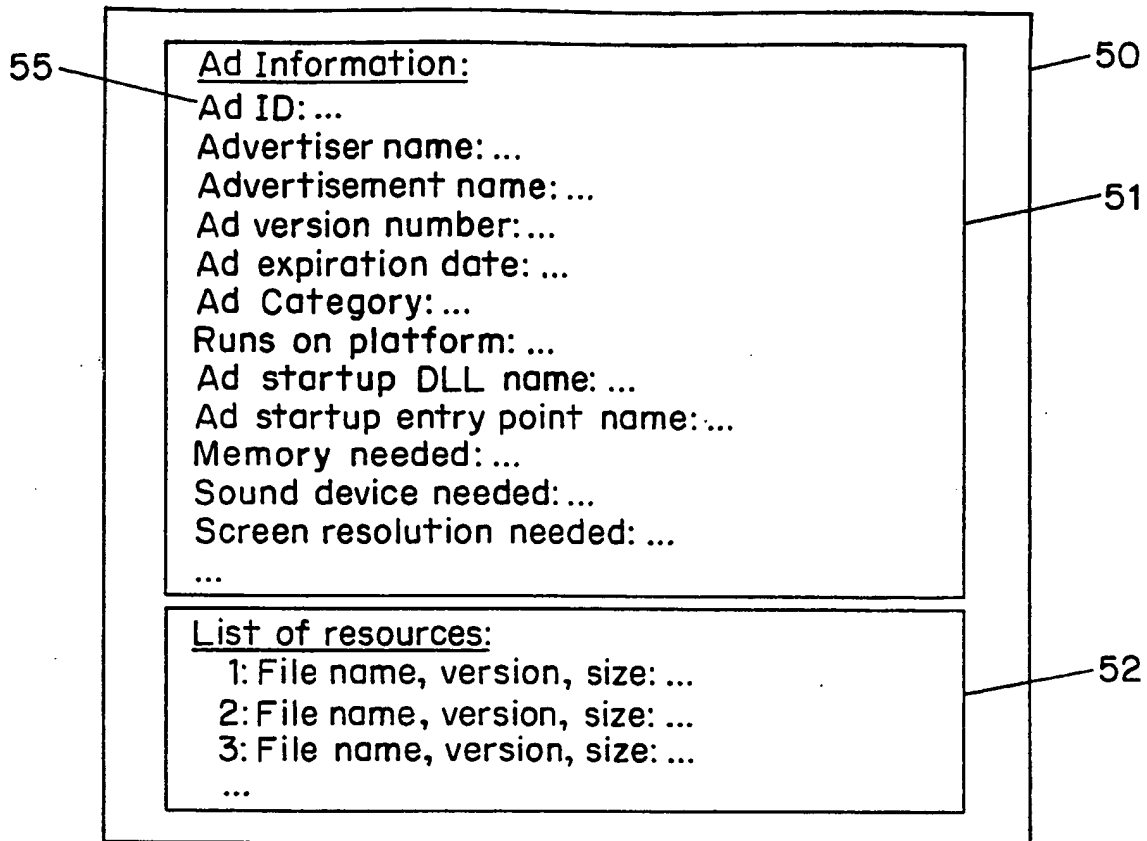 Ad Information:
Ad ID: ...
Advertiser name: ...
Advertisement name: ...
Ad version number: ...
Ad expiration date: ...
Ad Category: ...
Runs on platform: ...
Ad startup DLL name: ...
Ad startup entry point name: ...
Memory needed: ...
Sound device needed: ...
Screen resolution needed: ...
...
List of resources:
1: File name, version, size: ...
2: File name, version, size: ...
3: File name, version, size: ...
...
55
50
51
52